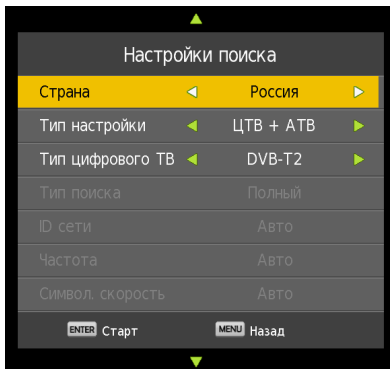 Настройки поиска
Страна Россия
Тип настройки ЦТВ + АТВ
Тип цифрового ТВ DVB-T2
Тип поиска Полный
ID сети Авто
Частота Авто
Символ. скорость Авто
ENTER Старт MENU Назад